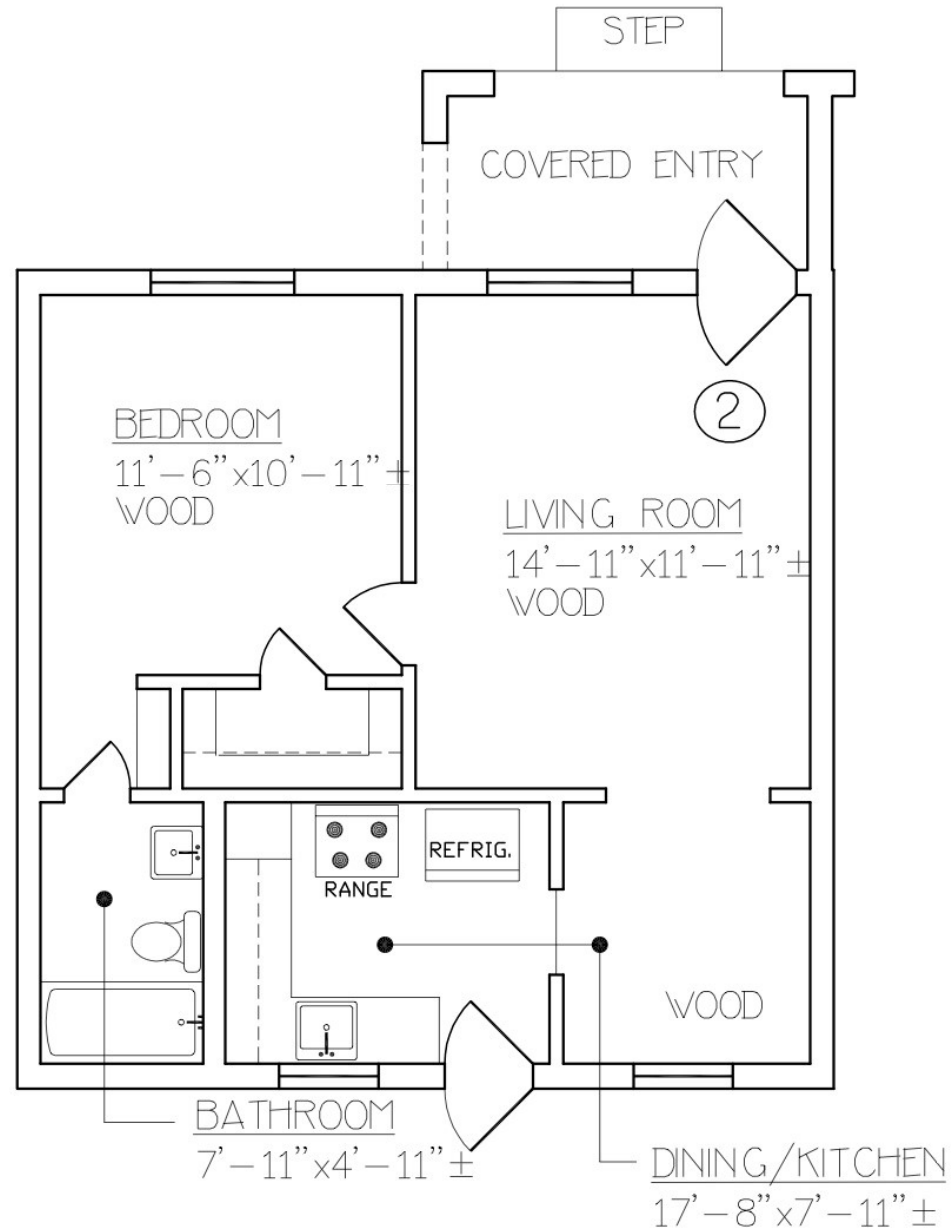 STEP
COVERED ENTRY
2
BEDROOM
11'-6"x10'-11"±
WOOD
LIVING ROOM
14'-11"x11'-11"±
WOOD
REFRIG.
RANGE
WOOD
BATHROOM
7'-11"x4'-11"±
DINING/KITCHEN
17'-8"x7'-11"±